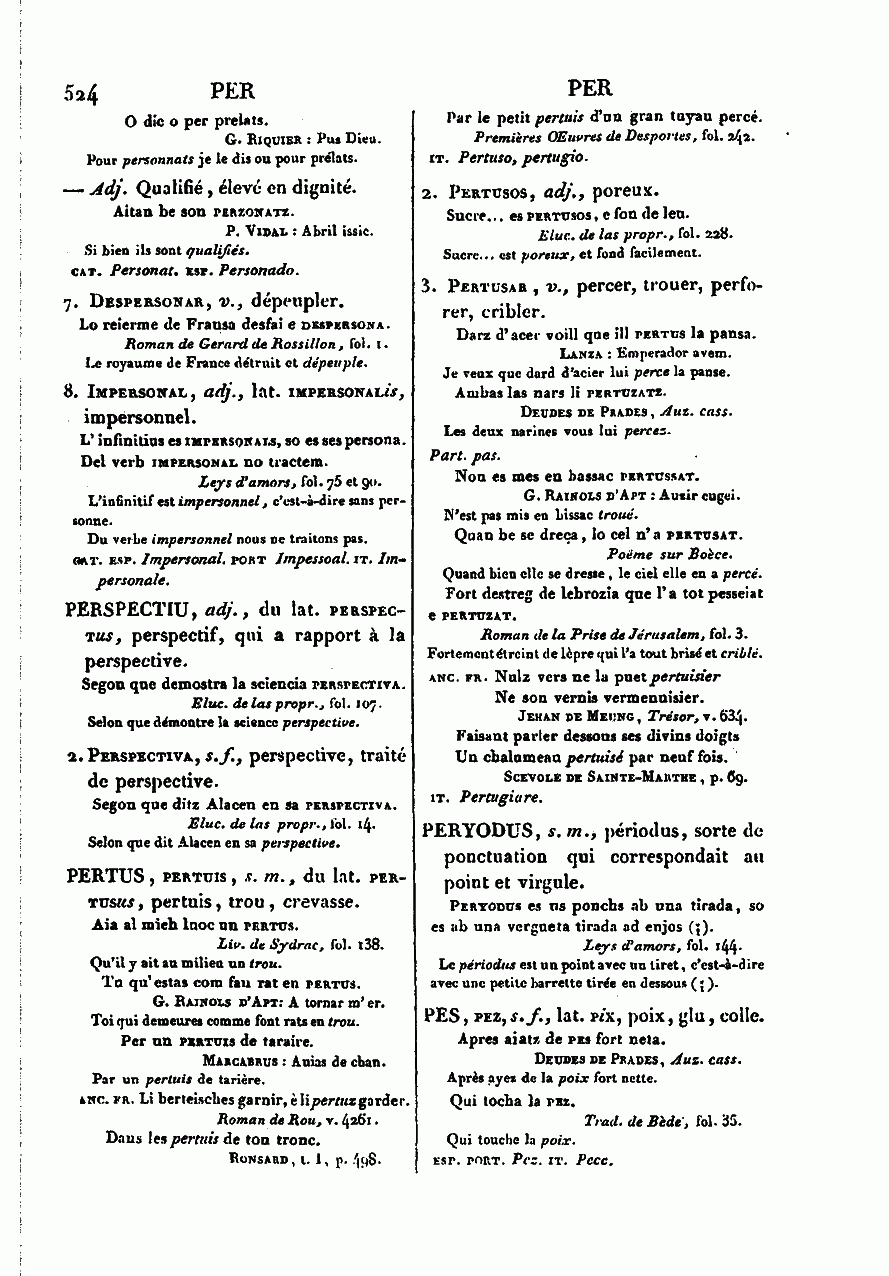 524 PER
O dic o per prelats.
G. RIQUIER : Pus Dieu.
Pour personnats je le dis ou pour prélats.
— Adj. Qualifié, élevé en dignité.
Aitan be son PERZONATZ.
P. VIDAL : Abril issic.
Si bien ils sont qualifiés.
CAT. Personat. ESP. Personado.
7. DESPERSONAR, v., dépeupler.
Lo reierme de Fransa desfai e DESPERSONA.
Roman de Gerard de Rossillon, fol. 1.
Le royaume de France détruit et dépeuple.
8. IMPERSONAL, adj., lat. IMPERSONALis,
impersonnel.
L'infinitius es IMPERSONALS, so es ses persona.
Del verb IMPERSONAL no tractem.
Leys d'amors, fol. 75 et 90.
L'infinitif est impersonnel, c'est-à-dire sans per-
sonne.
Du verbe impersonnel nous ne traitons pas.
CAT. ESP. Impersonal. PORT Impessoal. IT. Im-
personale.
PERSPECTIU, adj., du lat. PERSPEC-
TUS, perspectif, qui a rapport à la
perspective.
Segon que demostra la sciencia PERSPECTIVA.
Eluc. de las propr., fol. 107.
Selon que démontre la science perspective.
2. PERSPECTIVA, s. f., perspective, traité
de perspective.
Segon que ditz Alacen en sa PERSPECTIVA.
Eluc. de las propr., fol. 14.
Selon que dit Alacen en sa perspective.
PERTUS, PERTUIS, s. m., du lat. PER-
TUSUS, pertuis, trou, crevasse.
Aia al mieh luoc un PERTUS.
Liv. de Sydrac, fol. 138.
Qu'il y ait au milieu un trou.
Tu qu'estas com fau rat en PERTUS.
G. RAINOLS D'APT: A tornar m'er.
Toi qui demeures comme font rats en trou.
Per un PERTUIS de taraire.
MARCABRUS : Auias de chan.
Par un pertuis de tarière.
ANC. FR. Li berteisches garnir, è li pertuz garder.
Roman de Rou, v. 4261.
Dans les pertuis de ton tronc.
RONSARD, t. I, p. 498.
PER
Par le petit pertuis d'un gran tuyau percé.
Premières Œuvres de Desportes, fol. 242.
IT. Pertuso, pertugio.
2. PERTUSOS, adj., poreux.
Sucre... es PERTUSOS, e fon de leu.
Eluc. de las propr., fol. 228.
Sucre... est poreux, et fond facilement.
3. PERTUSAR, v., percer, trouer, perfo-
rer, cribler.
Darz d'acer voill que ill PERTUS la pansa.
LANZA : Emperador avem.
Je veux que dard d'acier lui perce la panse.
Ambas las nars li PERTUZATZ.
DEUDES DE PRADES, Auz. cass.
Les deux narines vous lui percez.
Part. pas.
Non es mes en bassac PERTUSSAT.
G. RAINOLS D'APT : Auzir cugei.
N'est pas mis en bissac troué.
Quan be se dreça, lo cel n'a PERTUSAT.
Poëme sur Boèce.
Quand bien elle se dresse, le ciel elle en a percé.
Fort destreg de lebrozia que l'a tot pesseiat
e PERTUZAT.
Roman de la Prise de Jérusalem, fol. 3.
Fortement étreint de lèpre qui l'a tout brisé et criblé.
ANC. FR. Nulz vers ne la puet pertuisier
Ne son vernis vermennisier.
JEHAN DE MEUNG, Trésor, v. 634.
Faisant parler dessous ses divins doigts
Un chalumeau pertuisé par neuf fois.
SCEVOLE DE SAINTE-MARTHE, p. 69.
IT. Pertugiare.
PERYODUS, s. m., périodus, sorte de
ponctuation qui correspondait au
point et virgule.
PERYODUS es us ponchs ab una tirada, so
es ab una vergueta tirada ad enjos (;).
Leys d'amors, fol. 144.
Le périodus est un point avec un tiret, c'est-à-dire
avec une petite barrette tirée en dessous (;).
PES, PEZ, s. f., lat. PIX, poix, glu, colle.
Apres aiatz de PES fort neta.
DEUDES DE PRADES, Auz. cass.
Après ayez de la poix fort nette.
Qui tocha la PEZ.
Trad. de Bède, fol. 35.
Qui touche la poix.
ESP. PORT. Pez. IT. Pece.